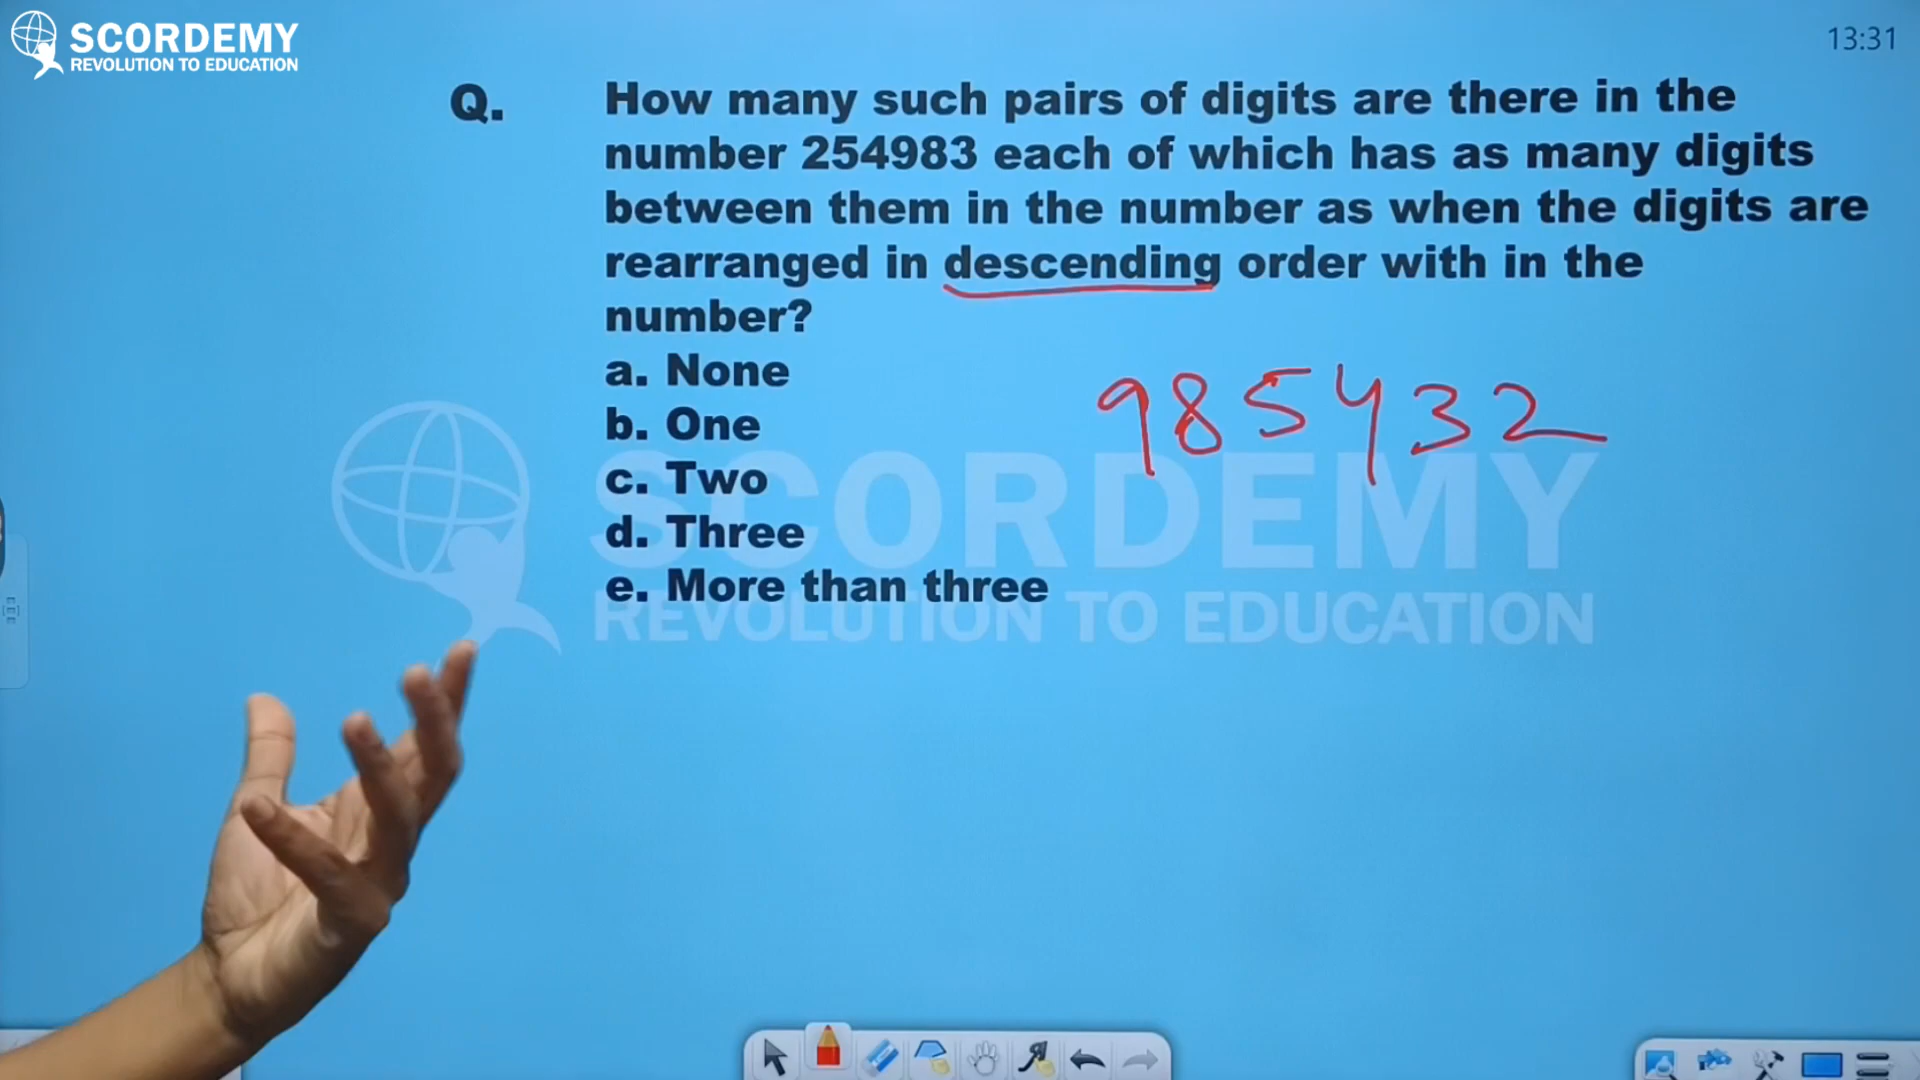 SCORDEMY
REVOLUTION TO EDUCATION
13:31
Q. How many such pairs of digits are there in the
number 254983 each of which has as many digits
between them in the number as when the digits are
rearranged in descending order with in the
number?
a. None
b. One
c. Two
d. Three
e. More than three
985432
SCORDEMY
REVOLUTION TO EDUCATION